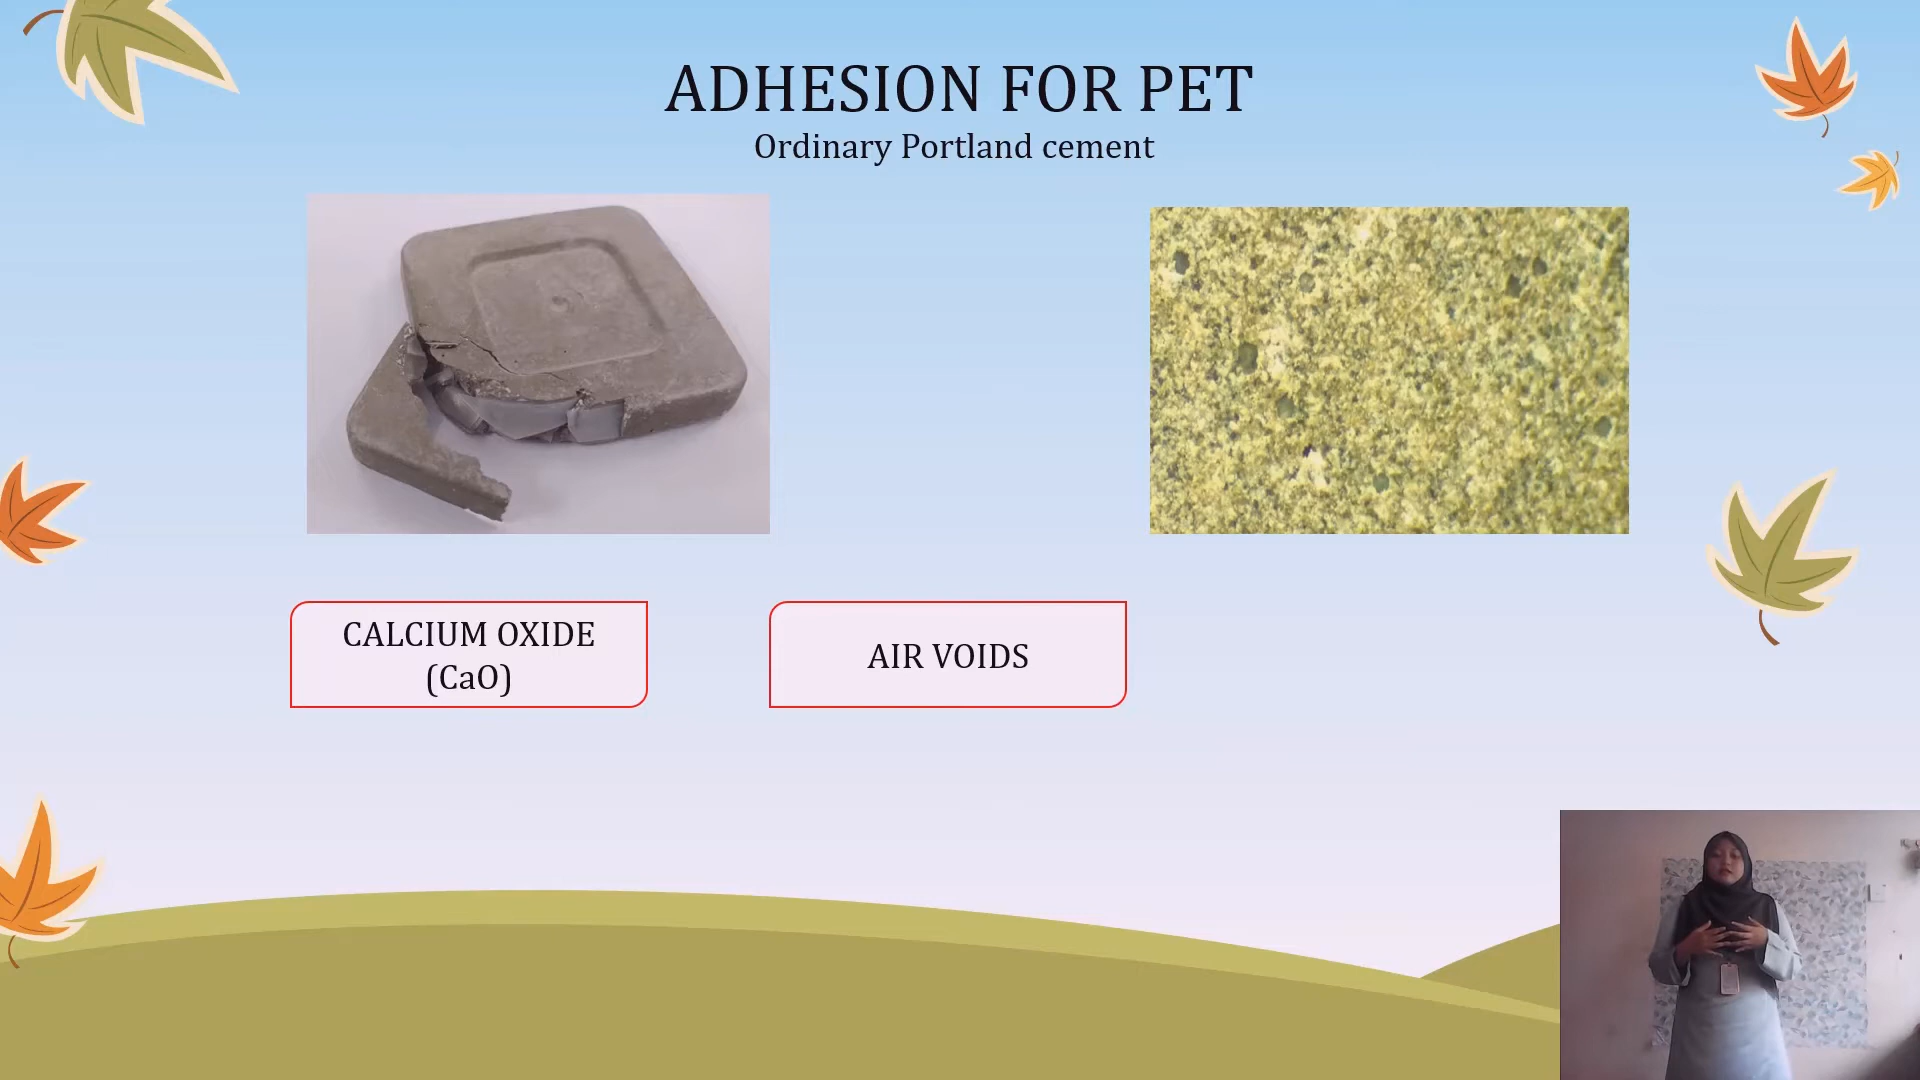 ADHESION FOR PET
Ordinary Portland cement
CALCIUM OXIDE
(CaO)
AIR VOIDS